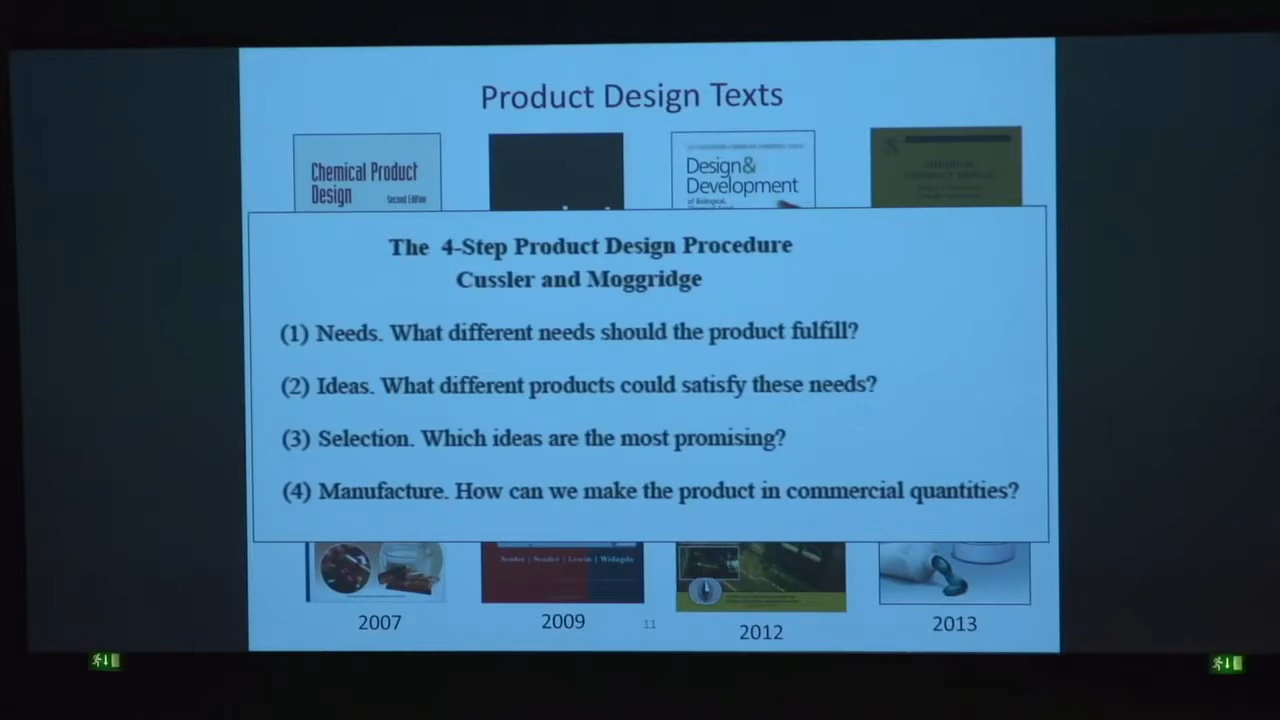 Product Design Texts
Chemical Product
Design
Second Edition
Design&
Development
of Biological,
The 4-Step Product Design Procedure
Cussler and Moggridge
(1) Needs. What different needs should the product fulfill?
(2) Ideas. What different products could satisfy these needs?
(3) Selection. Which ideas are the most promising?
(4) Manufacture. How can we make the product in commercial quantities?
Seider | Seader | Lewin | Widagdo
2007
2009
11
2012
2013